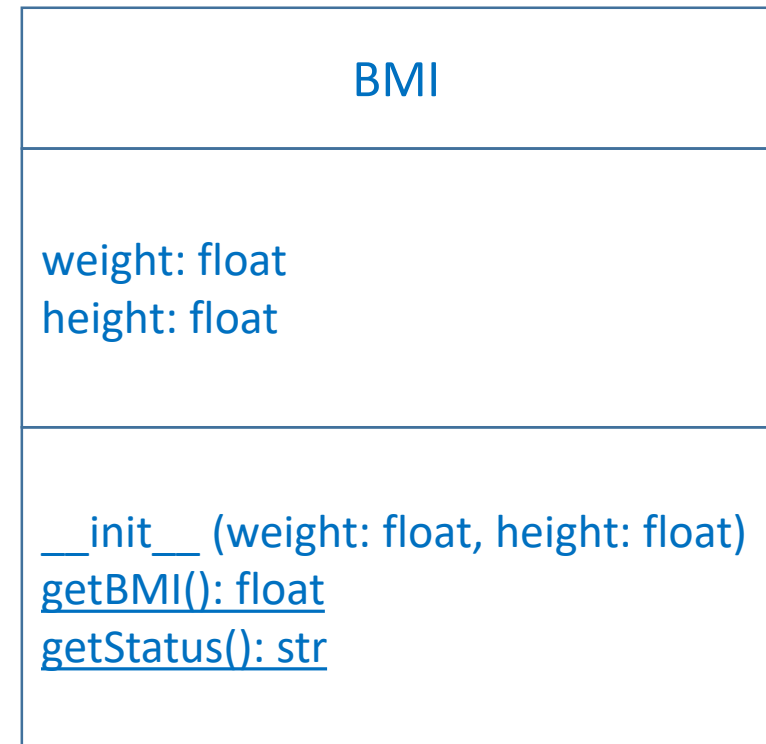 BMI
weight: float
height: float
__init__ (weight: float, height: float)
getBMI(): float
getStatus(): str